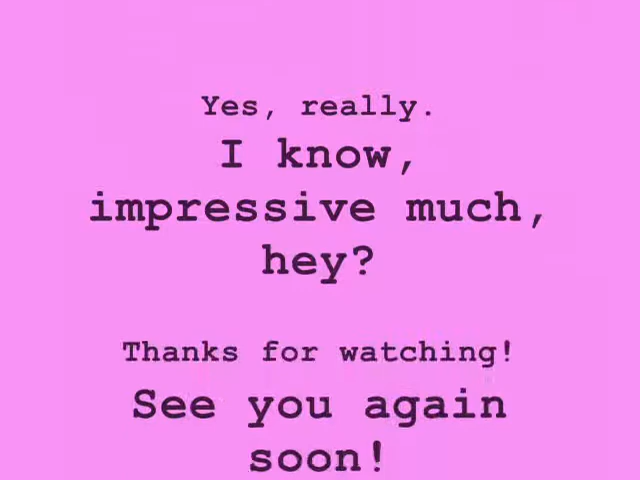 Yes, really.
I know,
impressive much,
hey?
Thanks for watching!
See you again
soon!